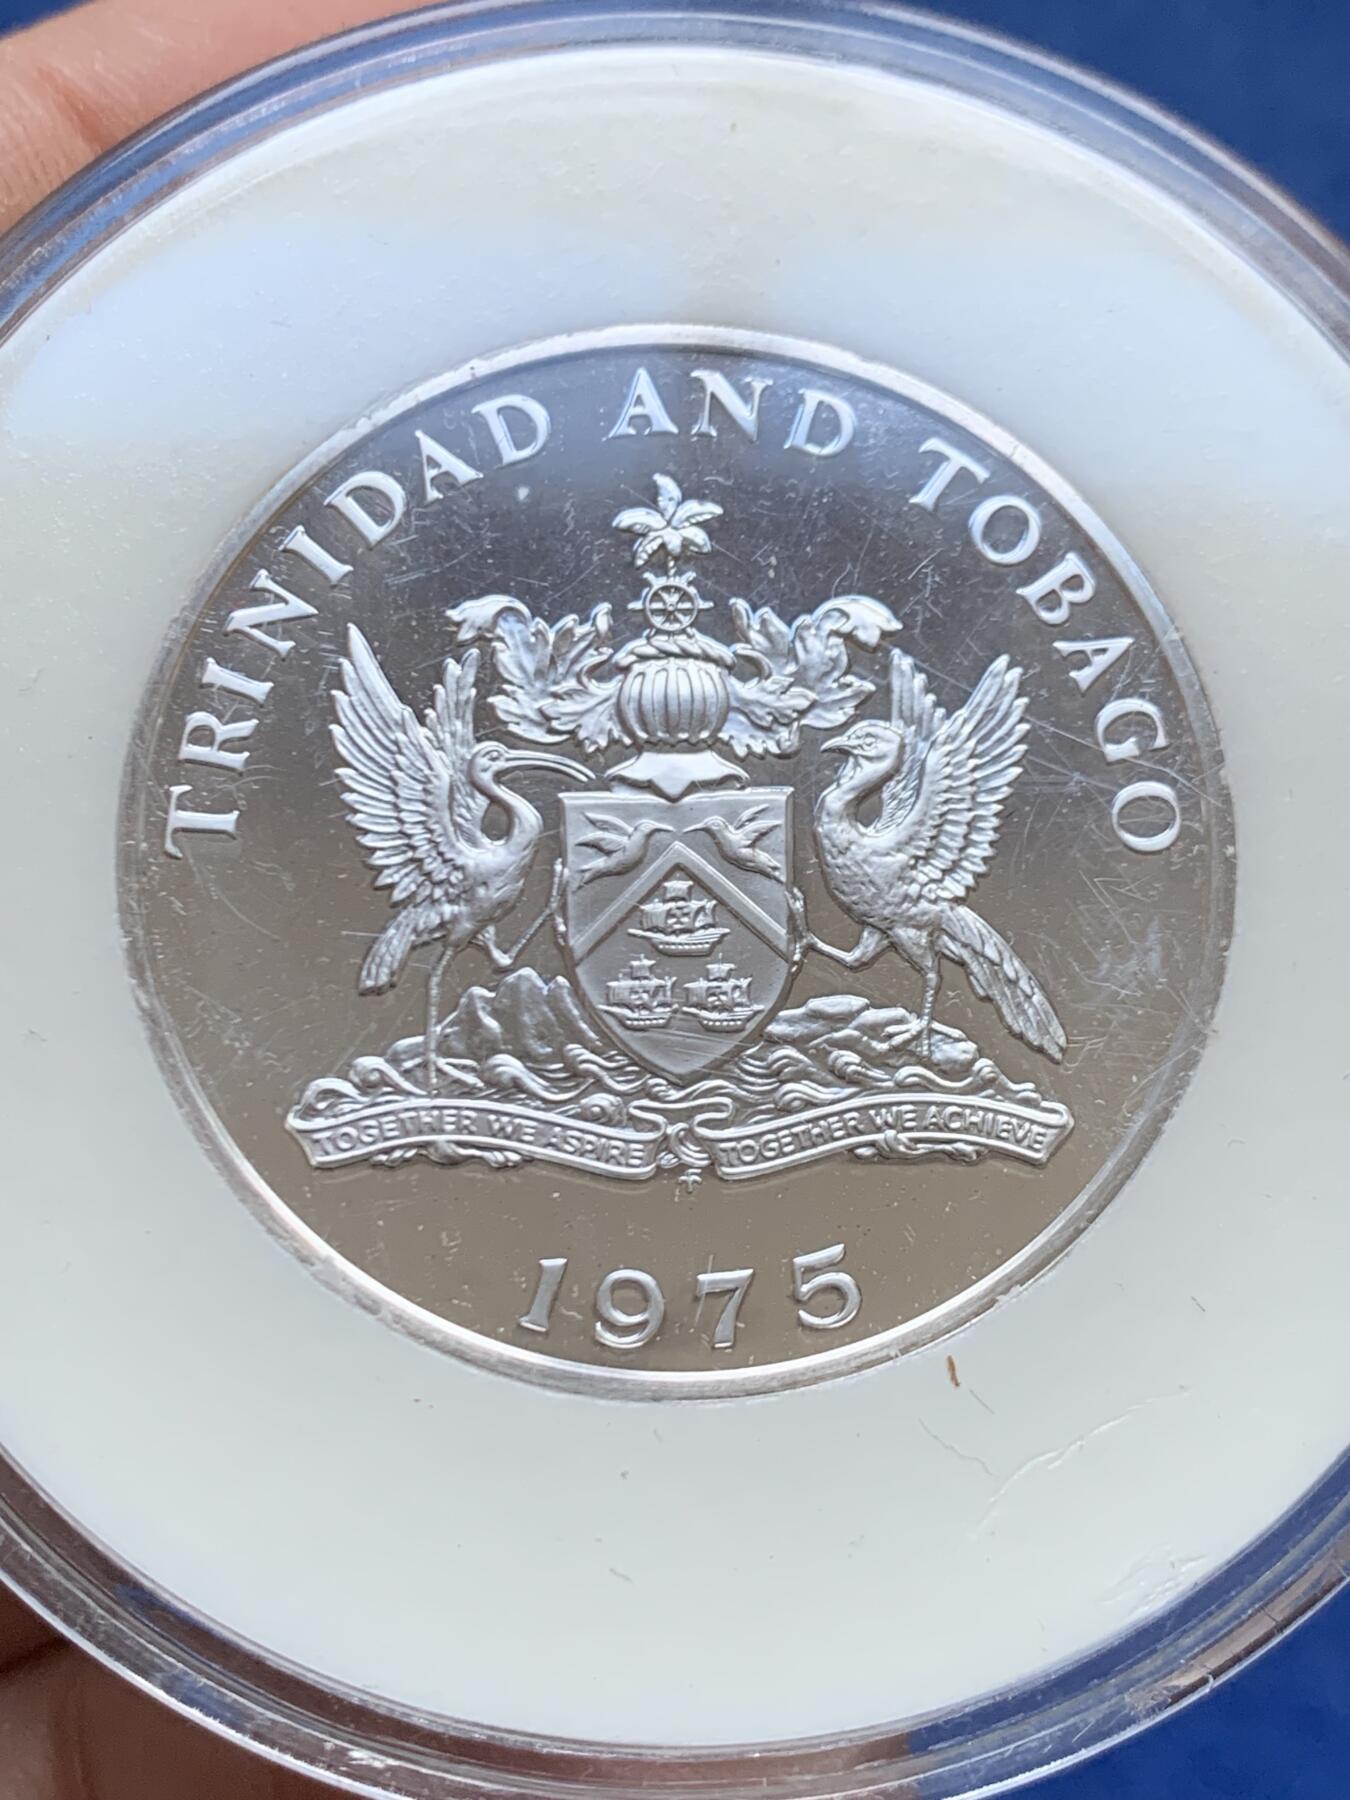 TRINIDAD AND TOBAGO
TOGETHER WE ASPIRE TOGETHER WE ACHIEVE
1975